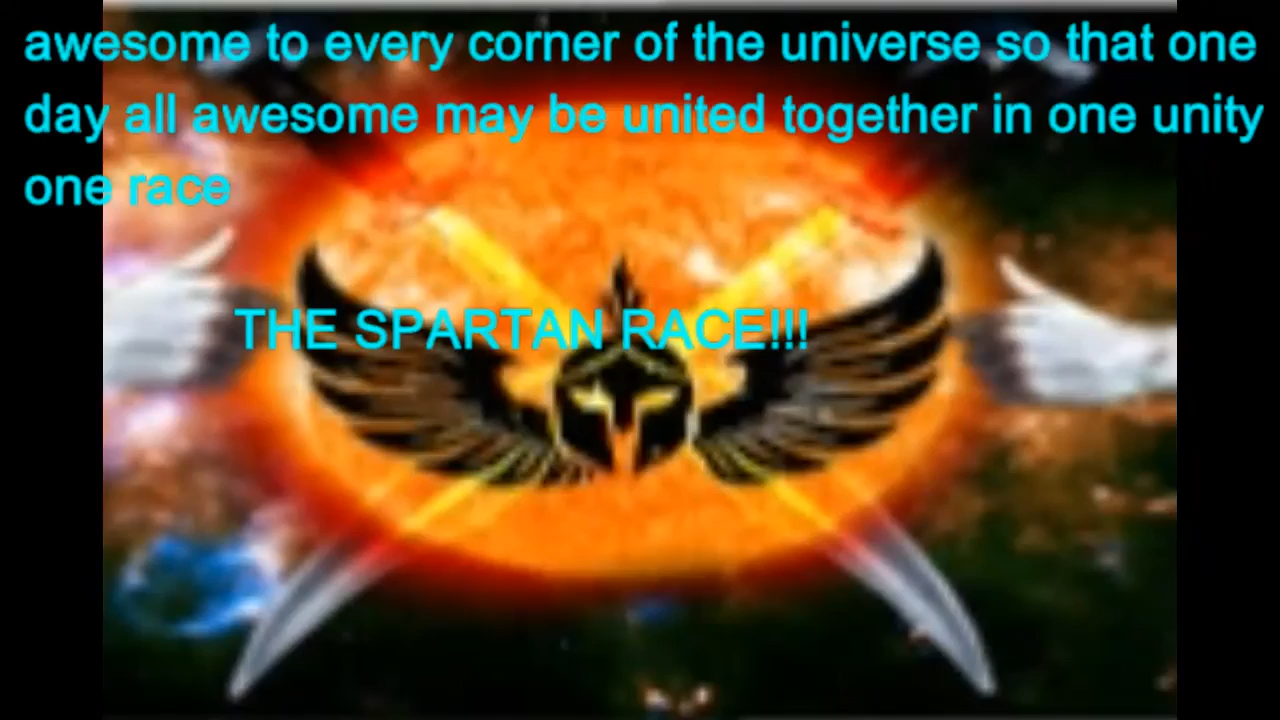 awesome to every corner of the universe so that one
day all awesome may be united together in one unity
one race
THE SPARTAN RACE!!!